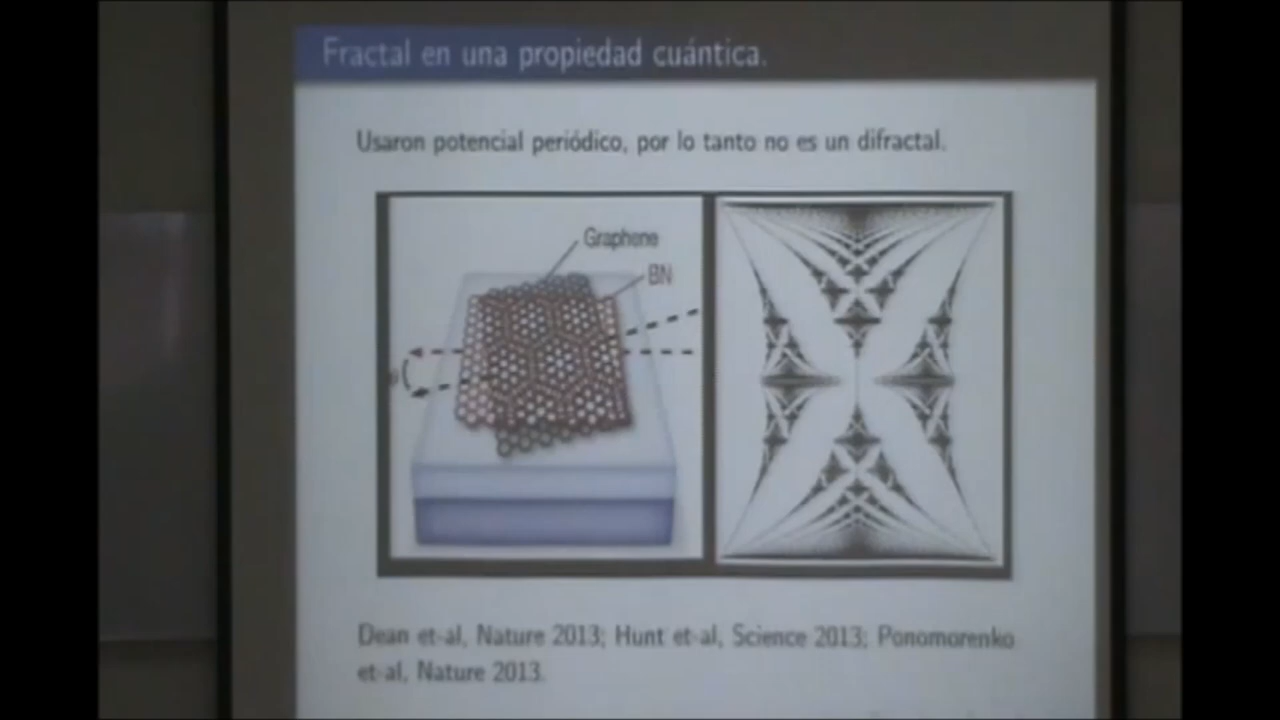 Fractal en una propiedad cuántica.
Usaron potencial periódico, por lo tanto no es un difractal.
Graphene
BN
Dean et-al, Nature 2013; Hunt et-al, Science 2013; Ponomorenko
et-al, Nature 2013.